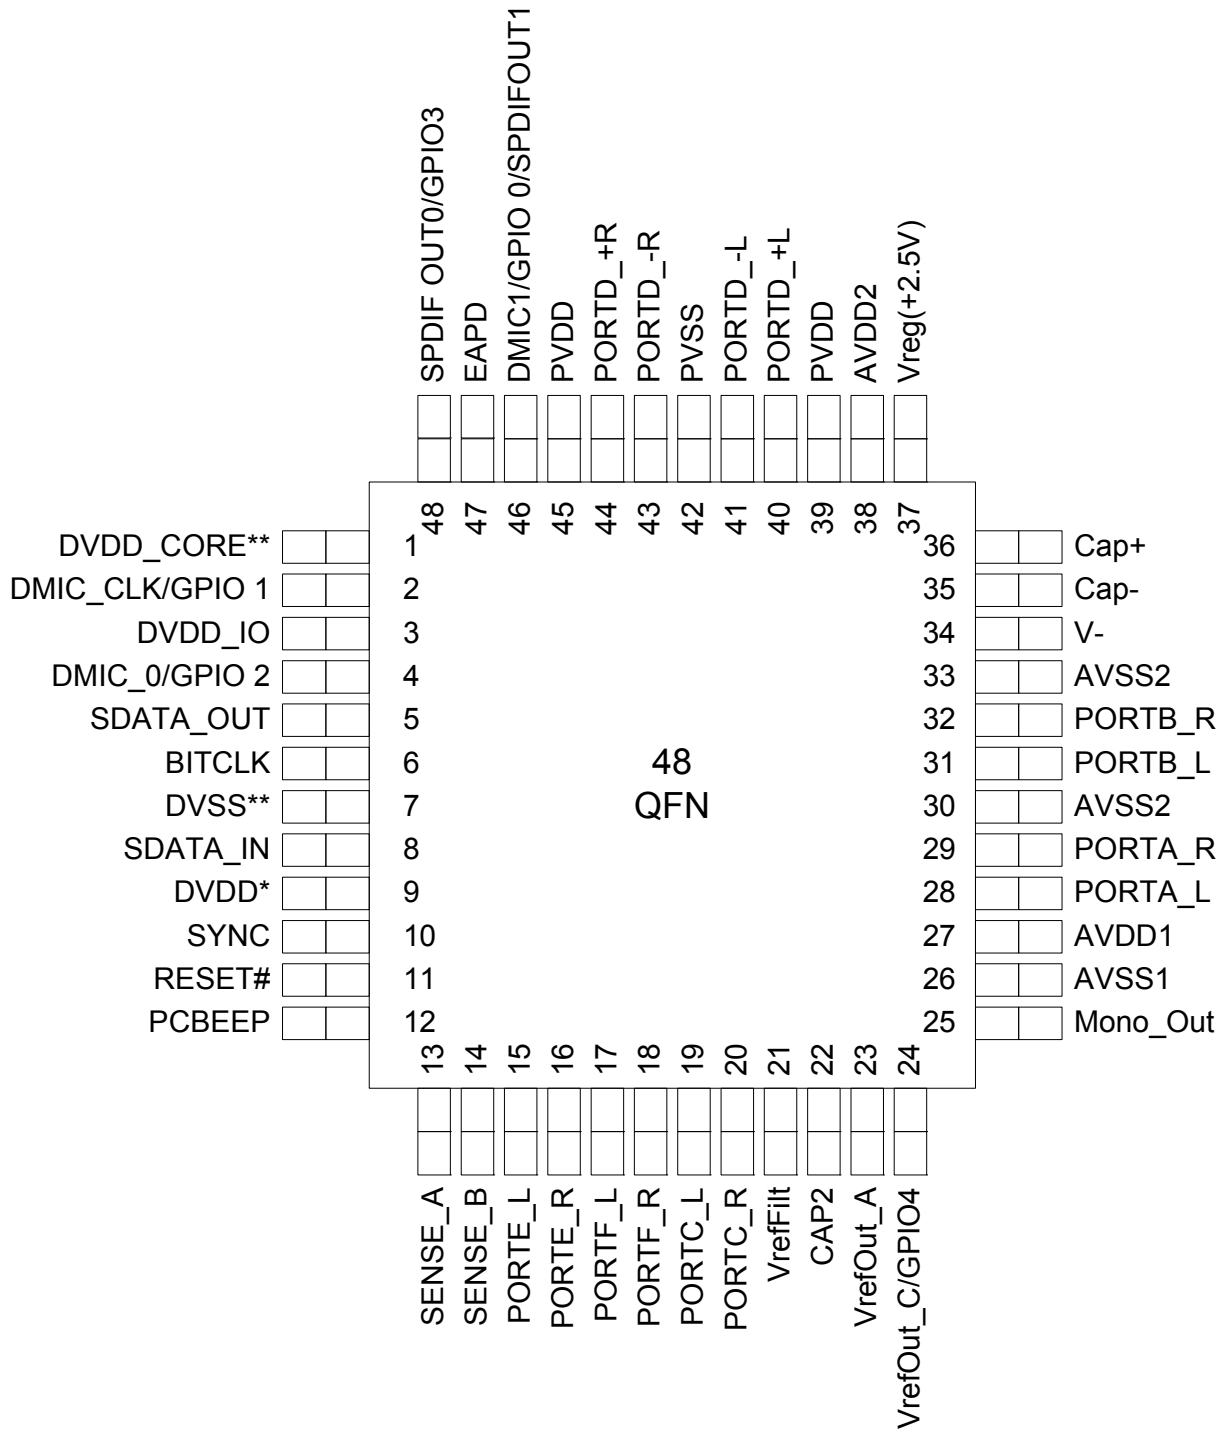 SPDIF OUT0/GPIO3
EAPD
DMIC1/GPIO 0/SPDIFOUT1
PVDD
PORTD_+R
PORTD_-R
PVSS
PORTD_-L
PORTD_+L
PVDD
AVDD2
Vreg(+2.5V)
48
47
46
45
44
43
42
41
40
39
38
37
DVDD_CORE** 1
DMIC_CLK/GPIO 1 2
DVDD_IO 3
DMIC_0/GPIO 2 4
SDATA_OUT 5
BITCLK 6
DVSS** 7
SDATA_IN 8
DVDD* 9
SYNC 10
RESET# 11
PCBEEP 12
48
QFN
36 Cap+
35 Cap-
34 V-
33 AVSS2
32 PORTB_R
31 PORTB_L
30 AVSS2
29 PORTA_R
28 PORTA_L
27 AVDD1
26 AVSS1
25 Mono_Out
13
14
15
16
17
18
19
20
21
22
23
24
SENSE_A
SENSE_B
PORTE_L
PORTE_R
PORTF_L
PORTF_R
PORTC_L
PORTC_R
VrefFilt
CAP2
VrefOut_A
VrefOut_C/GPIO4